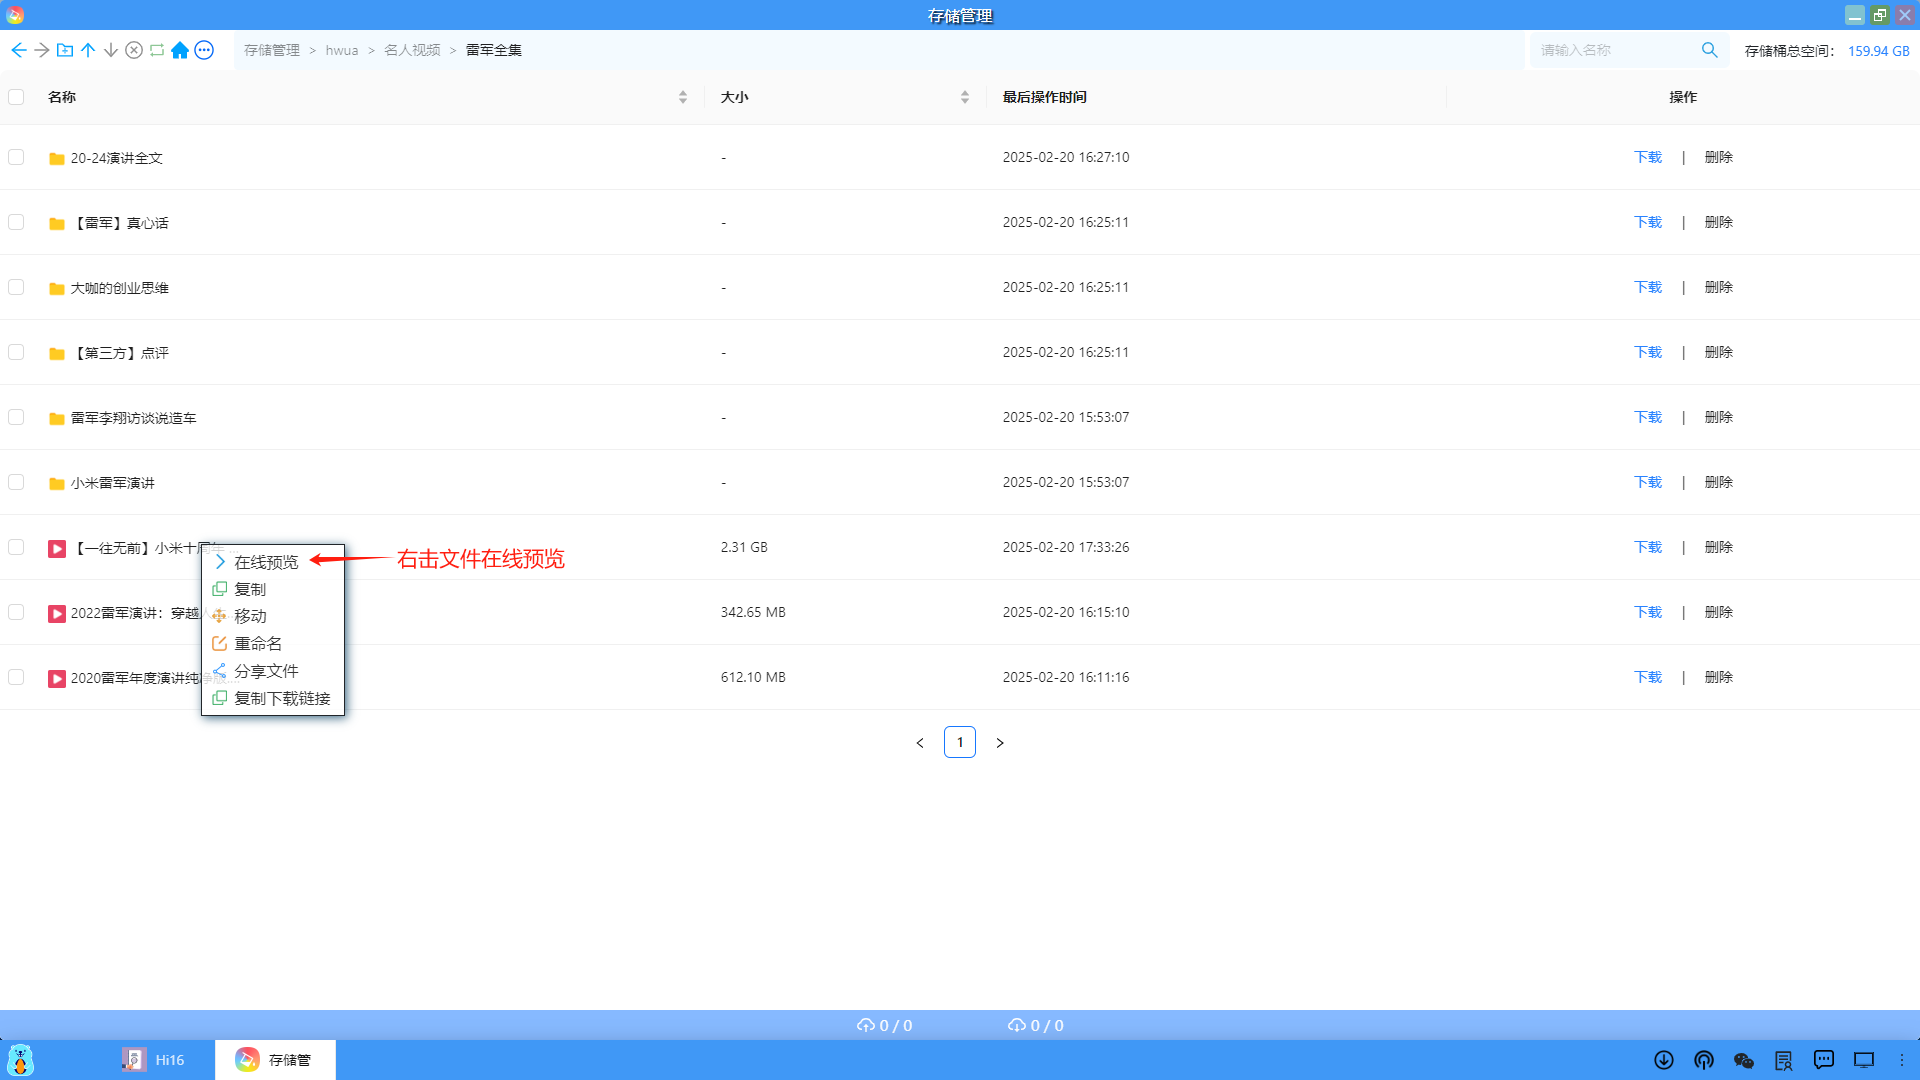 存储管理
存储管理 > hwua > 名人视频 > 雷军全集
请输入名称
存储桶总空间： 159.94 GB
名称 大小 最后操作时间 操作
20-24演讲全文 - 2025-02-20 16:27:10 下载 | 删除
【雷军】真心话 - 2025-02-20 16:25:11 下载 | 删除
大咖的创业思维 - 2025-02-20 16:25:11 下载 | 删除
【第三方】点评 - 2025-02-20 16:25:11 下载 | 删除
雷军李翔访谈说造车 - 2025-02-20 15:53:07 下载 | 删除
小米雷军演讲 - 2025-02-20 15:53:07 下载 | 删除
【一往无前】小米十周年 ... 2.31 GB 2025-02-20 17:33:26 下载 | 删除
在线预览
右击文件在线预览
复制
2022雷军演讲：穿越人 342.65 MB 2025-02-20 16:15:10 下载 | 删除
移动
重命名
分享文件
2020雷军年度演讲纯净版... 612.10 MB 2025-02-20 16:11:16 下载 | 删除
复制下载链接
< 1 >
0 / 0 0 / 0
Hi16 存储管